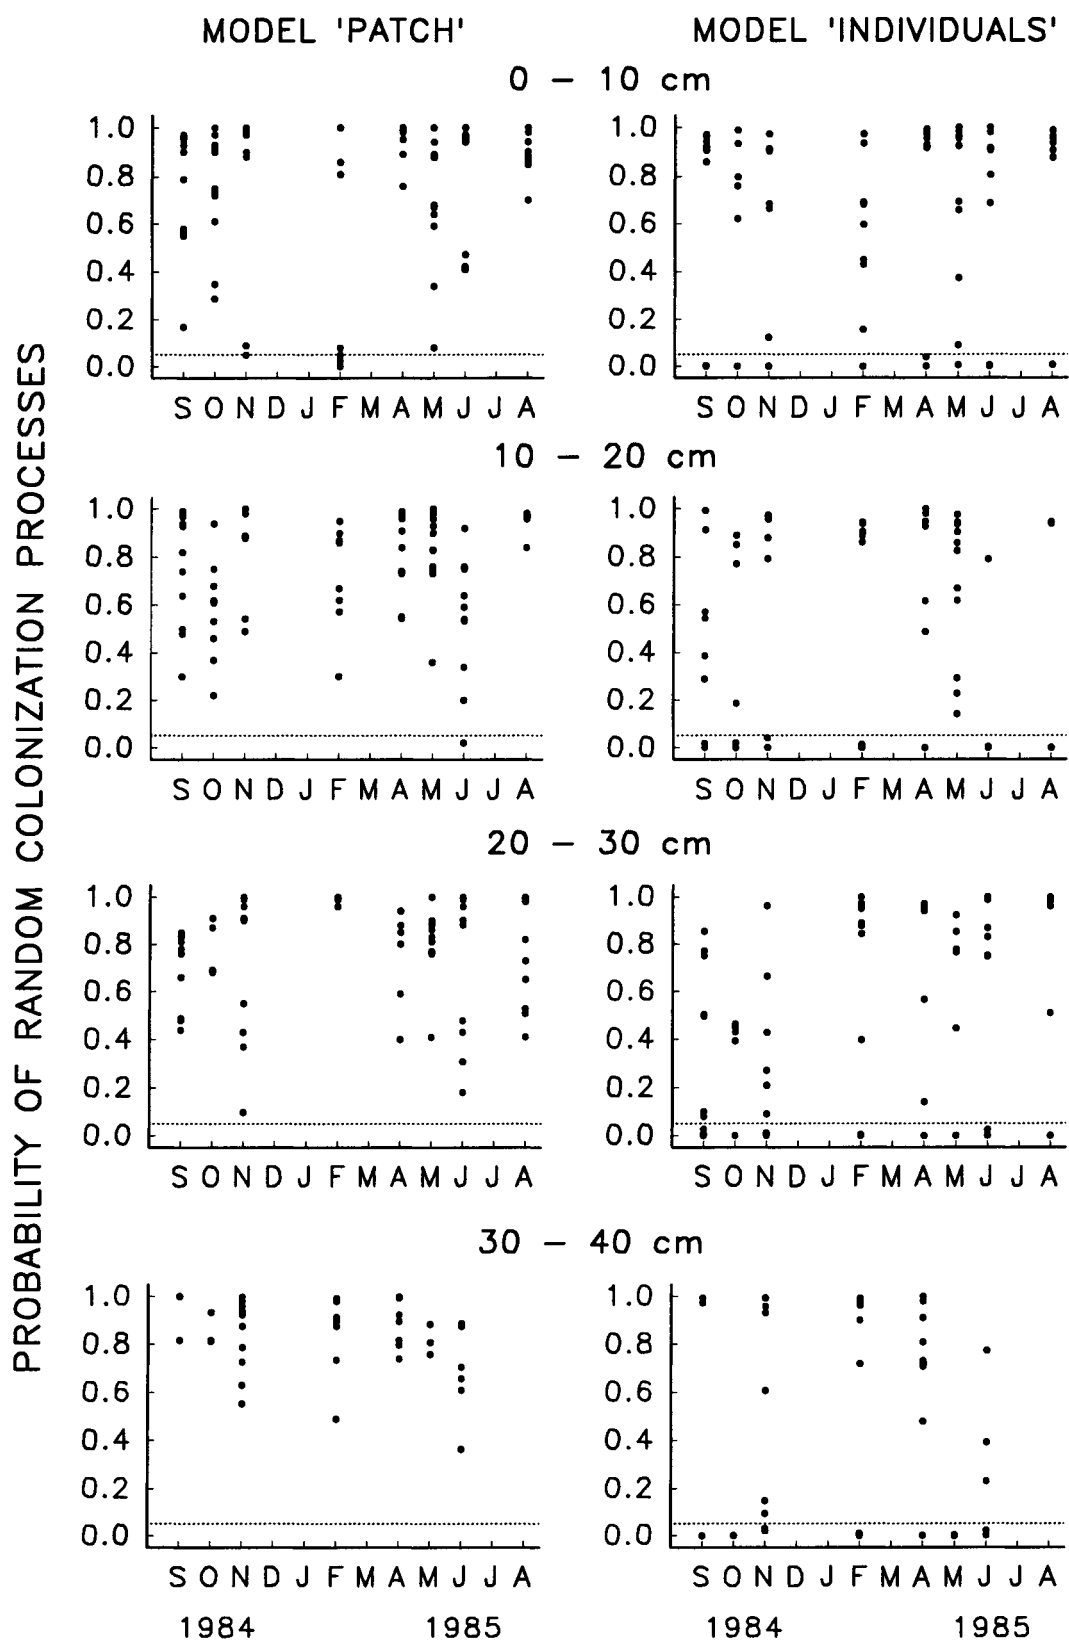 MODEL 'PATCH' MODEL 'INDIVIDUALS'
0 – 10 cm
1.0 1.0
0.8 0.8
0.6 0.6
0.4 0.4
0.2 0.2
0.0 0.0
S O N D J F M A M J J A S O N D J F M A M J J A
10 – 20 cm
1.0 1.0
0.8 0.8
0.6 0.6
0.4 0.4
0.2 0.2
0.0 0.0
S O N D J F M A M J J A S O N D J F M A M J J A
20 – 30 cm
1.0 1.0
0.8 0.8
0.6 0.6
0.4 0.4
0.2 0.2
0.0 0.0
S O N D J F M A M J J A S O N D J F M A M J J A
30 – 40 cm
1.0 1.0
0.8 0.8
0.6 0.6
0.4 0.4
0.2 0.2
0.0 0.0
S O N D J F M A M J J A S O N D J F M A M J J A
1984 1985 1984 1985
PROBABILITY OF RANDOM COLONIZATION PROCESSES